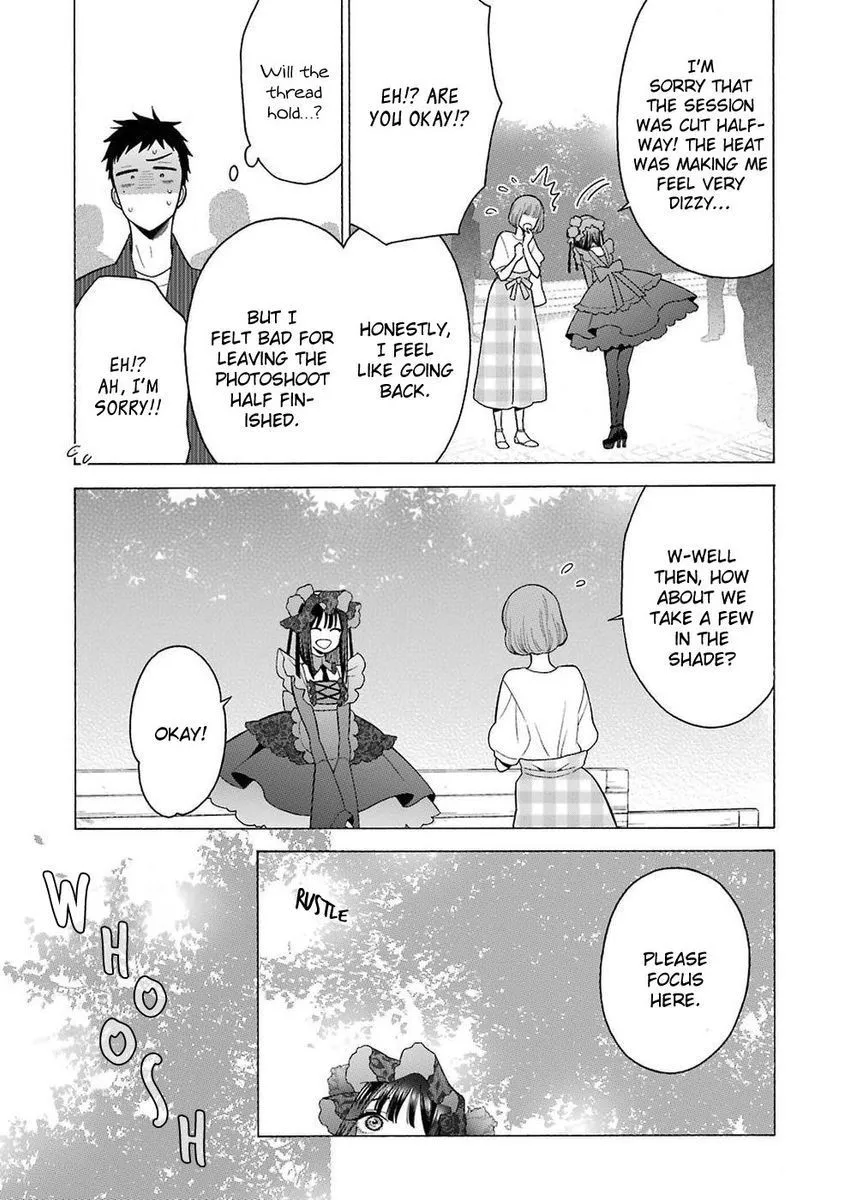 I'M
SORRY THAT
THE SESSION
WAS CUT HALF-
WAY! THE HEAT
WAS MAKING ME
FEEL VERY
DIZZY...
EH!? ARE
YOU OKAY!?
Will the
thread
hold...?
HONESTLY,
I FEEL
LIKE GOING
BACK.
BUT I
FELT BAD FOR
LEAVING THE
PHOTOSHOOT
HALF FIN-
ISHED.
EH!?
AH, I'M
SORRY!!
W-WELL
THEN, HOW
ABOUT WE
TAKE A FEW
IN THE
SHADE?
OKAY!
PLEASE
FOCUS
HERE.
RUSTLE
WHOOSH